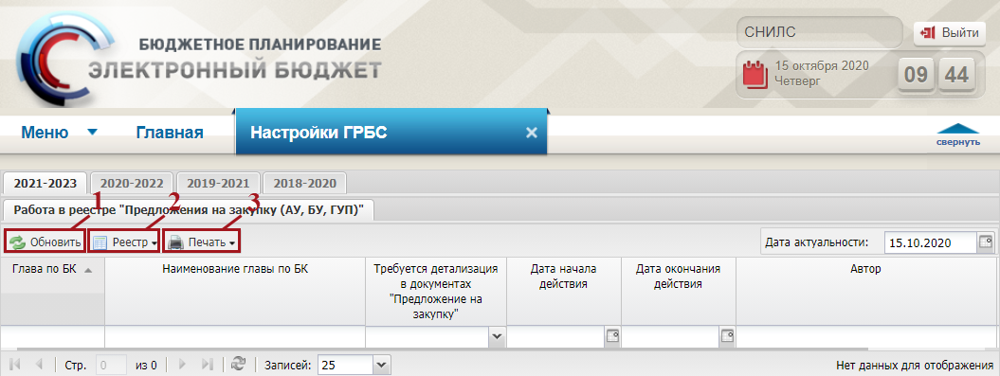 БЮДЖЕТНОЕ ПЛАНИРОВАНИЕ
ЭЛЕКТРОННЫЙ БЮДЖЕТ
СНИЛС
Выйти
15 октября 2020
Четверг
09 44
Меню
Главная
Настройки ГРБС
свернуть
2021-2023 2020-2022 2019-2021 2018-2020
1 2 3
Работа в реестре "Предложения на закупку (АУ, БУ, ГУП)"
Обновить Реестр Печать
Дата актуальности: 15.10.2020
Глава по БК
Наименование главы по БК
Требуется детализация
в документах
"Предложение на
закупку"
Дата начала
действия
Дата окончания
действия
Автор
Стр. 0 из 0 Записей: 25
Нет данных для отображения